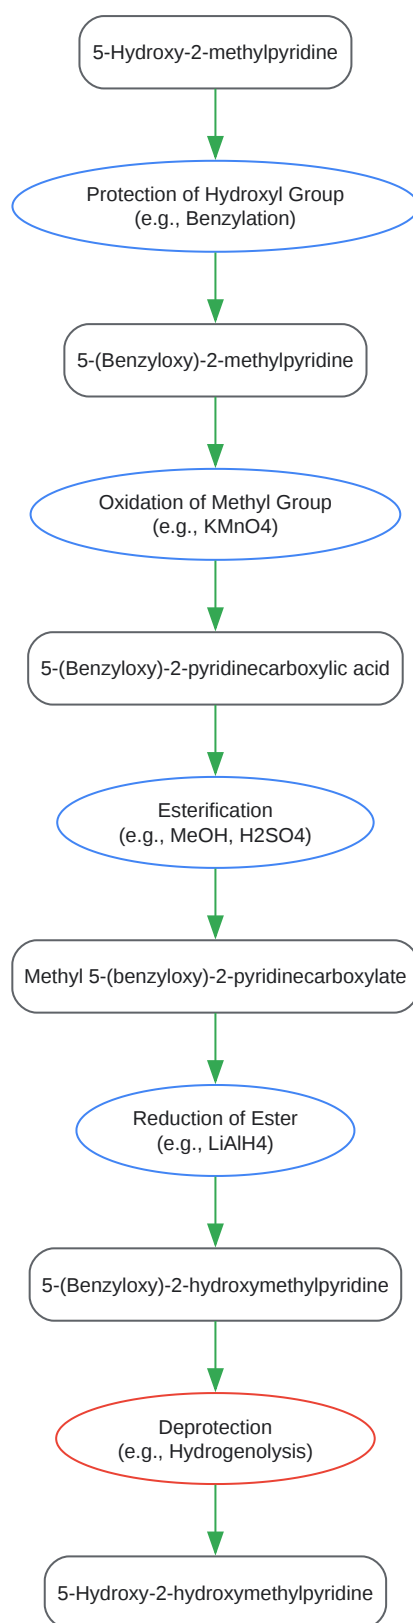 5-Hydroxy-2-methylpyridine
Protection of Hydroxyl Group
(e.g., Benzylation)
5-(Benzyloxy)-2-methylpyridine
Oxidation of Methyl Group
(e.g., KMnO4)
5-(Benzyloxy)-2-pyridinecarboxylic acid
Esterification
(e.g., MeOH, H2SO4)
Methyl 5-(benzyloxy)-2-pyridinecarboxylate
Reduction of Ester
(e.g., LiAlH4)
5-(Benzyloxy)-2-hydroxymethylpyridine
Deprotection
(e.g., Hydrogenolysis)
5-Hydroxy-2-hydroxymethylpyridine